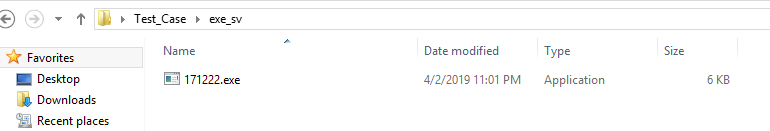 Test_Case exe_sv
Favorites
Desktop
Downloads
Recent places
Name Date modified Type Size
171222.exe 4/2/2019 11:01 PM Application 6 KB